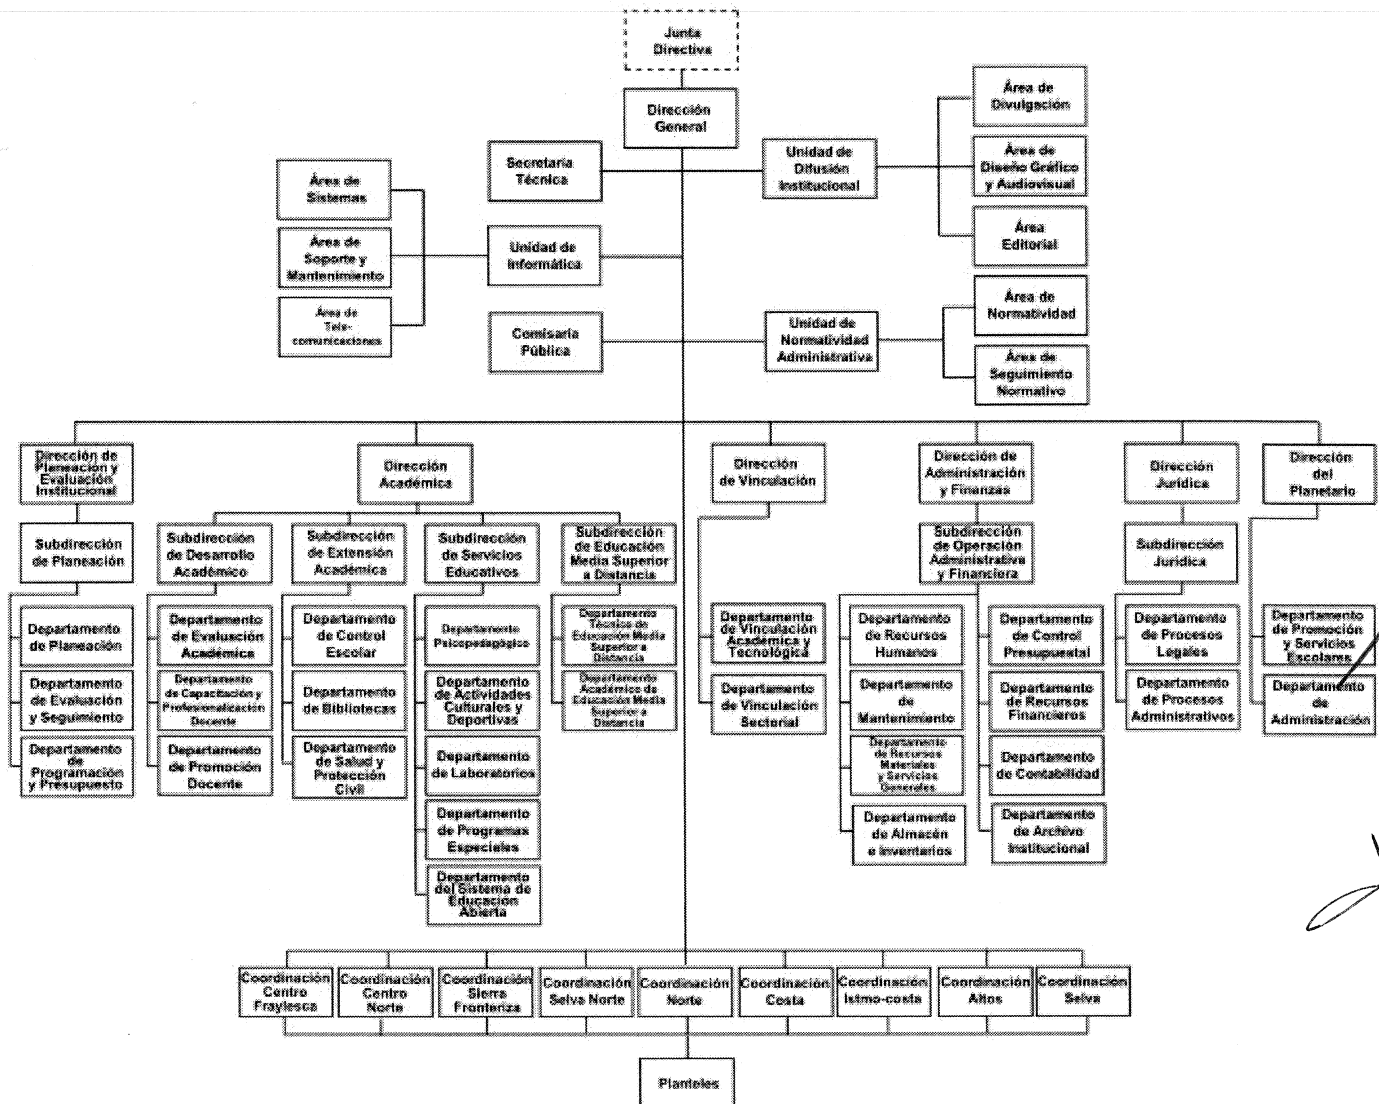 Junta
Directiva
Dirección
General
Secretaría
Técnica
Unidad de
Difusión
Institucional
Área de
Divulgación
Área de
Diseño Gráfico
y Audiovisual
Área
Editorial
Área de
Sistemas
Área de
Soporte y
Mantenimiento
Área de
Tele-
comunicaciones
Unidad de
Informática
Comisaría
Pública
Unidad de
Normatividad
Administrativa
Área de
Normatividad
Área de
Seguimiento
Normativo
Dirección de
Planeación y
Evaluación
Institucional
Dirección
Académica
Dirección
de Vinculación
Dirección de
Administración
y Finanzas
Dirección
Jurídica
Dirección
del
Planetario
Subdirección
de Planeación
Subdirección
de Desarrollo
Académico
Subdirección
de Extensión
Académica
Subdirección
de Servicios
Educativos
Subdirección
de Educación
Media Superior
a Distancia
Subdirección
de Operación
Administrativa
y Financiera
Subdirección
Jurídica
Departamento
de Planeación
Departamento
de Evaluación
y Seguimiento
Departamento
de
Programación
y Presupuesto
Departamento
de Evaluación
Académica
Departamento
de Capacitación y
Profesionalización
Docente
Departamento
de Promoción
Docente
Departamento
de Control
Escolar
Departamento
de Bibliotecas
Departamento
de Salud y
Protección
Civil
Departamento
Psicopedagógico
Departamento
de Actividades
Culturales y
Deportivas
Departamento
de Laboratorios
Departamento
de Programas
Especiales
Departamento
del Sistema de
Educación
Abierta
Departamento
Técnico de
Educación Media
Superior a
Distancia
Departamento
Académico de
Educación Media
Superior a
Distancia
Departamento
de Vinculación
Académica y
Tecnológica
Departamento
de Vinculación
Sectorial
Departamento
de Recursos
Humanos
Departamento
de
Mantenimiento
Departamento
de Recursos
Materiales
y Servicios
Generales
Departamento
de Almacén
e Inventarios
Departamento
de Control
Presupuestal
Departamento
de Recursos
Financieros
Departamento
de Contabilidad
Departamento
de Archivo
Institucional
Departamento
de Procesos
Legales
Departamento
de Procesos
Administrativos
Departamento
de Promoción
y Servicios
Escolares
Departamento
de
Administración
Coordinación
Centro
Fraylesca
Coordinación
Centro
Norte
Coordinación
Sierra
Fronteriza
Coordinación
Selva Norte
Coordinación
Norte
Coordinación
Costa
Coordinación
Istmo-costa
Coordinación
Altos
Coordinación
Selva
Planteles